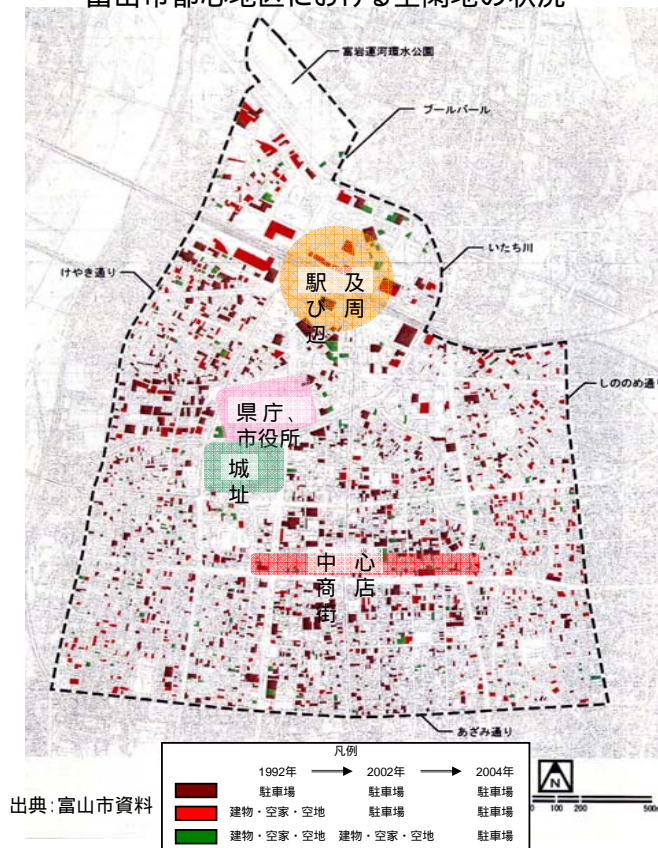 富山市都心地区における空閑地の状況
富岩運河環水公園
ブールバール
いたち川
けやき通り
駅及
び周
辺
しののめ通り
県庁、
市役所
城
址
中心
商店
街
あざみ通り
凡例
1992年 2002年 2004年
駐車場 駐車場 駐車場
建物・空家・空地 駐車場 駐車場
建物・空家・空地 建物・空家・空地 駐車場
出典:富山市資料
N
0 100 200 500